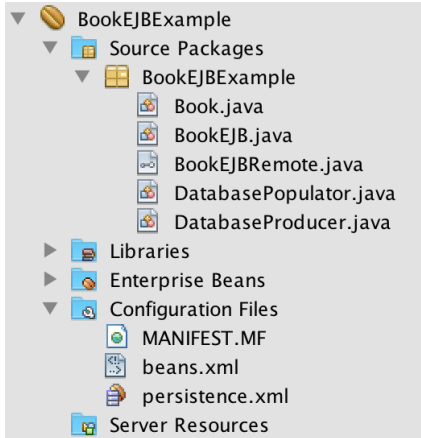 BookEJBExample
Source Packages
BookEJBExample
Book.java
BookEJB.java
BookEJBRemote.java
DatabasePopulator.java
DatabaseProducer.java
Libraries
Enterprise Beans
Configuration Files
MANIFEST.MF
beans.xml
persistence.xml
Server Resources